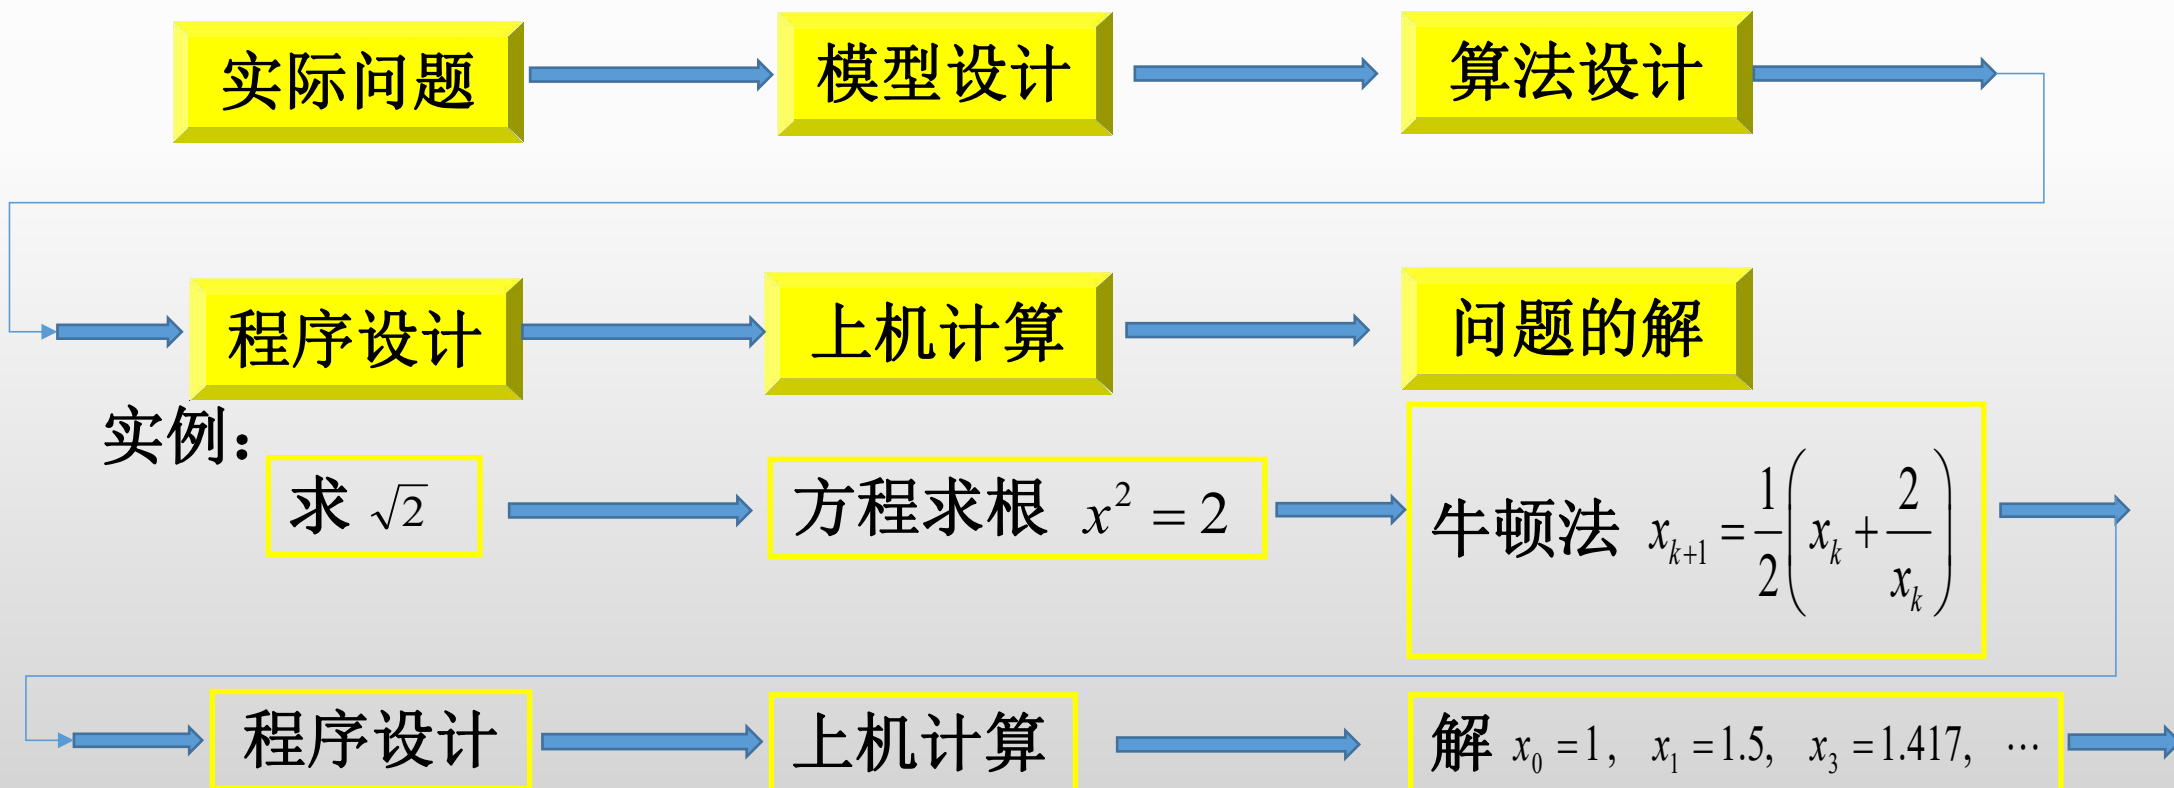 实际问题 模型设计 算法设计
程序设计 上机计算 问题的解
实例：
求 √2 方程求根 x² = 2 牛顿法 xₖ₊₁ = 1/2 (xₖ + 2/xₖ)
程序设计 上机计算 解 x₀ = 1, x₁ = 1.5, x₃ = 1.417, ⋯